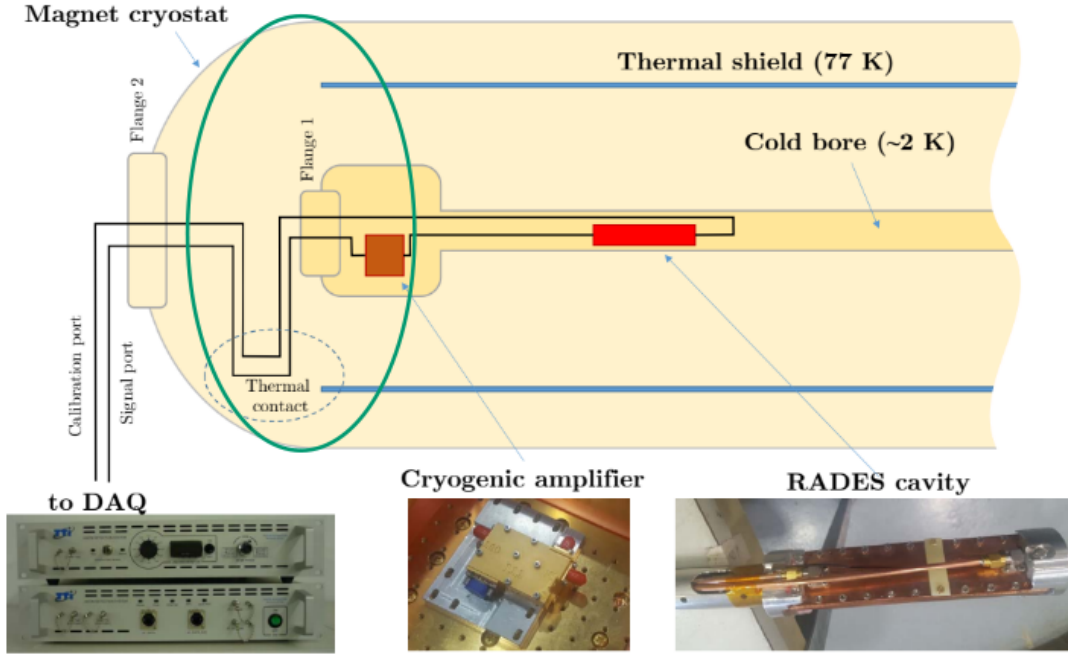 Magnet cryostat
Thermal shield (77 K)
Flange 2
Flange 1
Cold bore (~2 K)
Calibration port
Signal port
Thermal
contact
to DAQ
Cryogenic amplifier
RADES cavity